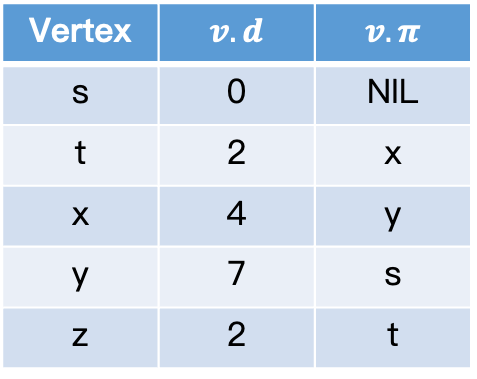 Vertex v.d v.π
s 0 NIL
t 2 x
x 4 y
y 7 s
z 2 t